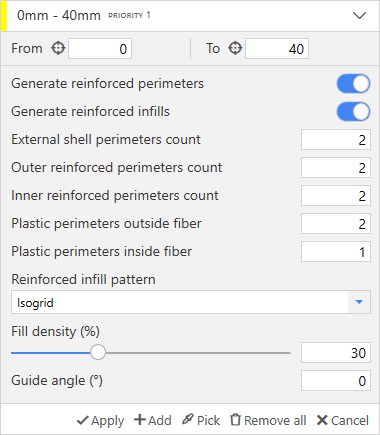 0mm - 40mm PRIORITY 1
From 0 To 40
Generate reinforced perimeters
Generate reinforced infills
External shell perimeters count 2
Outer reinforced perimeters count 2
Inner reinforced perimeters count 2
Plastic perimeters outside fiber 2
Plastic perimeters inside fiber 1
Reinforced infill pattern
Isogrid
Fill density (%)
30
Guide angle (°) 0
Apply Add Pick Remove all Cancel